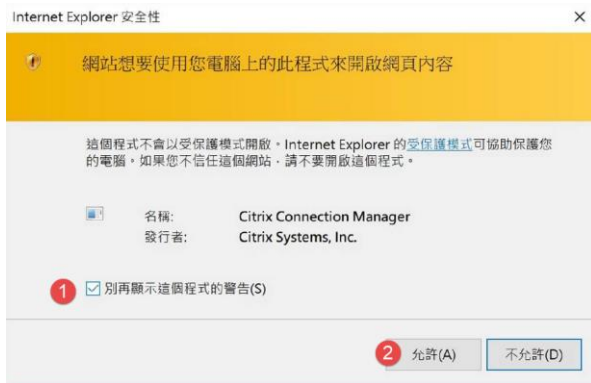 Internet Explorer 安全性
網站想要使用您電腦上的此程式來開啟網頁內容
這個程式不會以受保護模式開啟。Internet Explorer 的受保護模式可協助保護您
的電腦。如果您不信任這個網站，請不要開啟這個程式。
名稱: Citrix Connection Manager
發行者: Citrix Systems, Inc.
1 別再顯示這個程式的警告(S)
2 允許(A) 不允許(D)